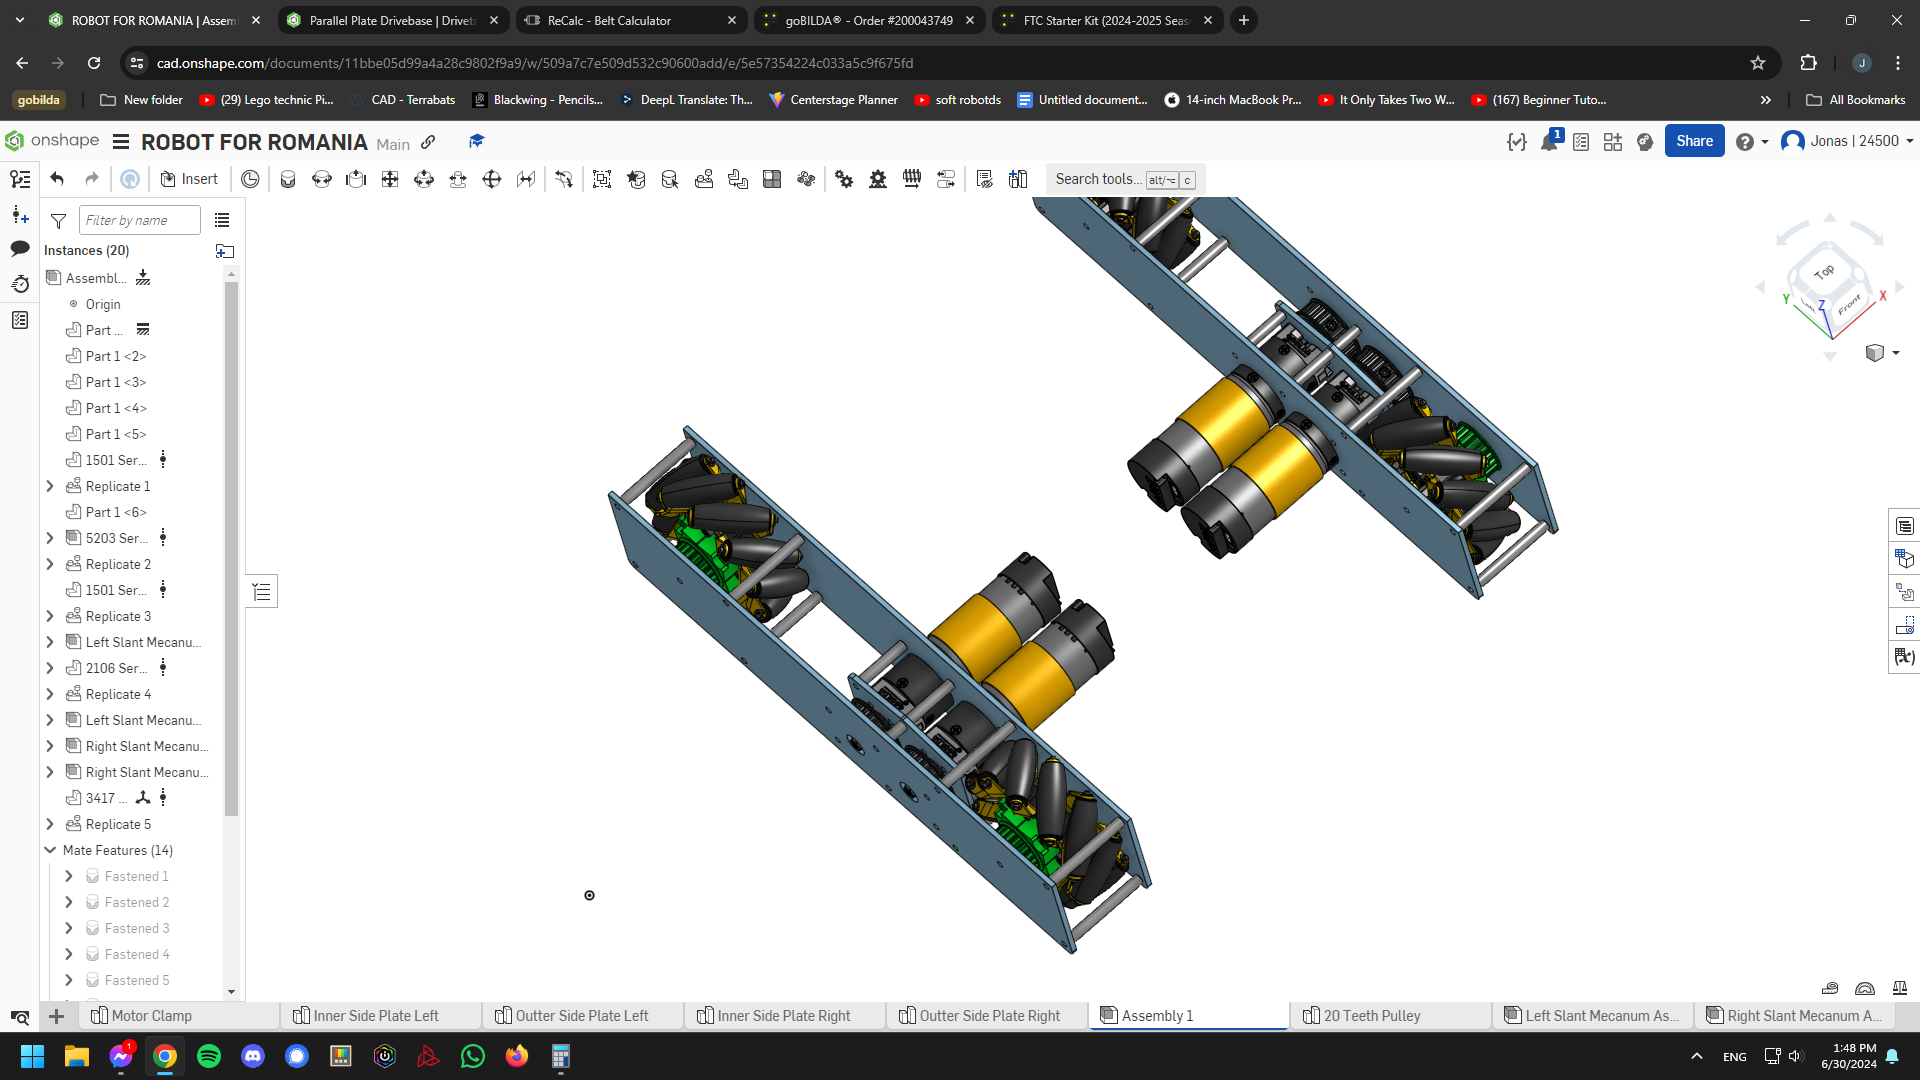 ROBOT FOR ROMANIA | Assem
Parallel Plate Drivebase | Drivet
ReCalc - Belt Calculator
goBILDA® - Order #200043749
FTC Starter Kit (2024-2025 Seas
cad.onshape.com/documents/11bbe05d99a4a28c9802f9a9/w/509a7c7e509d532c90600add/e/5e57354224c033a5c9f675fd
J
gobilda
New folder
(29) Lego technic Pi...
CAD - Terrabats
Blackwing - Pencils...
DeepL Translate: Th...
Centerstage Planner
soft robotds
Untitled document...
14-inch MacBook Pr...
It Only Takes Two W...
(167) Beginner Tuto...
All Bookmarks
onshape
ROBOT FOR ROMANIA Main
1
Share
Jonas | 24500
Insert
Search tools... alt/⌥ c
Filter by name
Instances (20)
Assembl...
Origin
Part ...
Part 1 <2>
Part 1 <3>
Part 1 <4>
Part 1 <5>
1501 Ser...
Replicate 1
Part 1 <6>
5203 Ser...
Replicate 2
1501 Ser...
Replicate 3
Left Slant Mecanu...
2106 Ser...
Replicate 4
Left Slant Mecanu...
Right Slant Mecanu...
Right Slant Mecanu...
3417 ...
Replicate 5
Mate Features (14)
Fastened 1
Fastened 2
Fastened 3
Fastened 4
Fastened 5
Top
Front
Y
Z
X
Motor Clamp
Inner Side Plate Left
Outter Side Plate Left
Inner Side Plate Right
Outter Side Plate Right
Assembly 1
20 Teeth Pulley
Left Slant Mecanum As...
Right Slant Mecanum A...
1
ENG
1:48 PM
6/30/2024